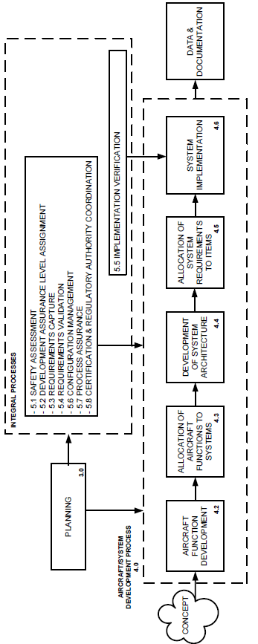 INTEGRAL PROCESSES
- 5.1 SAFETY ASSESSMENT
- 5.2 DEVELOPMENT ASSURANCE LEVEL ASSIGNMENT
- 5.3 REQUIREMENTS CAPTURE
- 5.4 REQUIREMENTS VALIDATION
- 5.6 CONFIGURATION MANAGEMENT
- 5.7 PROCESS ASSURANCE
- 5.8 CERTIFICATION & REGULATORY AUTHORITY COORDINATION
5.5 IMPLEMENTATION VERIFICATION
PLANNING
3.0
AIRCRAFT/SYSTEM
DEVELOPMENT PROCESS
4.0
CONCEPT
AIRCRAFT
FUNCTION
DEVELOPMENT
4.2
ALLOCATION OF
AIRCRAFT
FUNCTIONS TO
SYSTEMS
4.3
DEVELOPMENT
OF SYSTEM
ARCHITECTURE
4.4
ALLOCATION OF
SYSTEM
REQUIREMENTS
TO ITEMS
4.5
SYSTEM
IMPLEMENTATION
4.6
DATA &
DOCUMENTATION